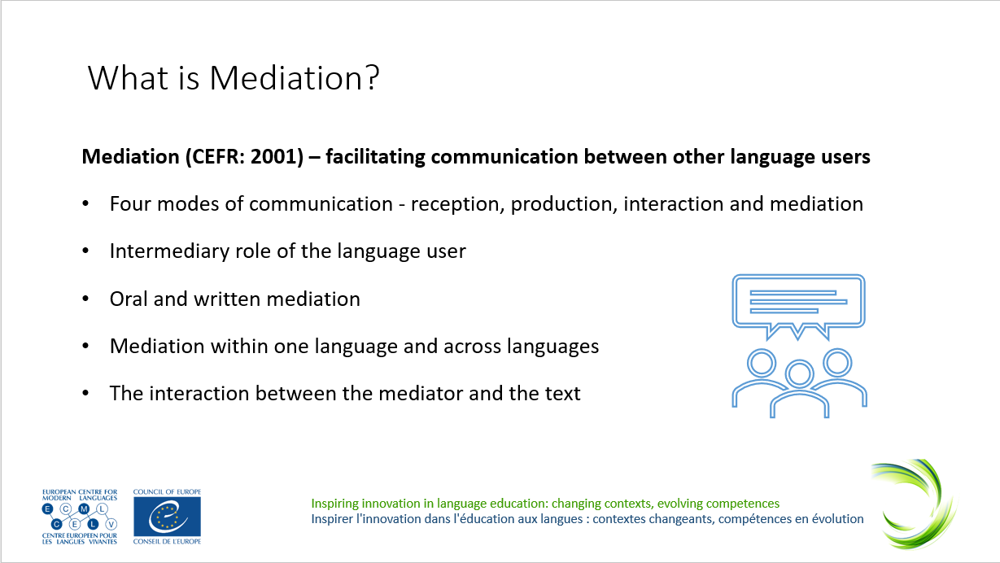 What is Mediation?
Mediation (CEFR: 2001) – facilitating communication between other language users
• Four modes of communication - reception, production, interaction and mediation
• Intermediary role of the language user
• Oral and written mediation
• Mediation within one language and across languages
• The interaction between the mediator and the text
EUROPEAN CENTRE FOR
MODERN LANGUAGES
E C M L
C E L V
CENTRE EUROPEEN POUR
LES LANGUES VIVANTES
COUNCIL OF EUROPE
CONSEIL DE L'EUROPE
Inspiring innovation in language education: changing contexts, evolving competences
Inspirer l'innovation dans l'éducation aux langues : contextes changeants, compétences en évolution